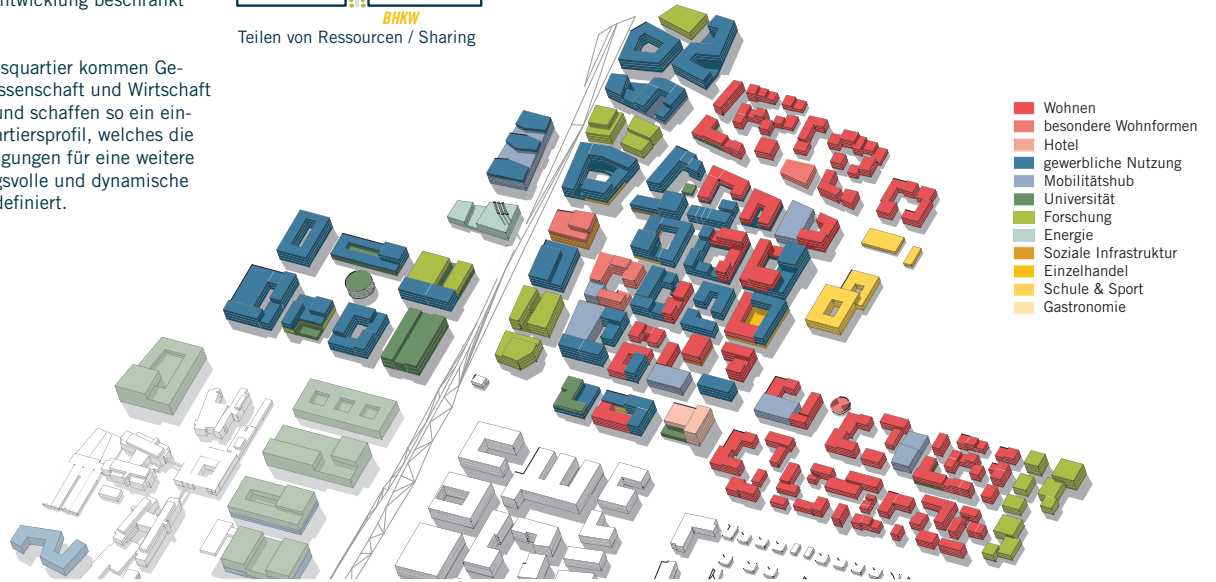 ntwicklung beschränkt
BHKW
Teilen von Ressourcen / Sharing
squartier kommen Ge-
ssenschaft und Wirtschaft
und schaffen so ein ein-
artiersprofil, welches die
gungen für eine weitere
gsvolle und dynamische
definiert.
Wohnen
besondere Wohnformen
Hotel
gewerbliche Nutzung
Mobilitätshub
Universität
Forschung
Energie
Soziale Infrastruktur
Einzelhandel
Schule & Sport
Gastronomie